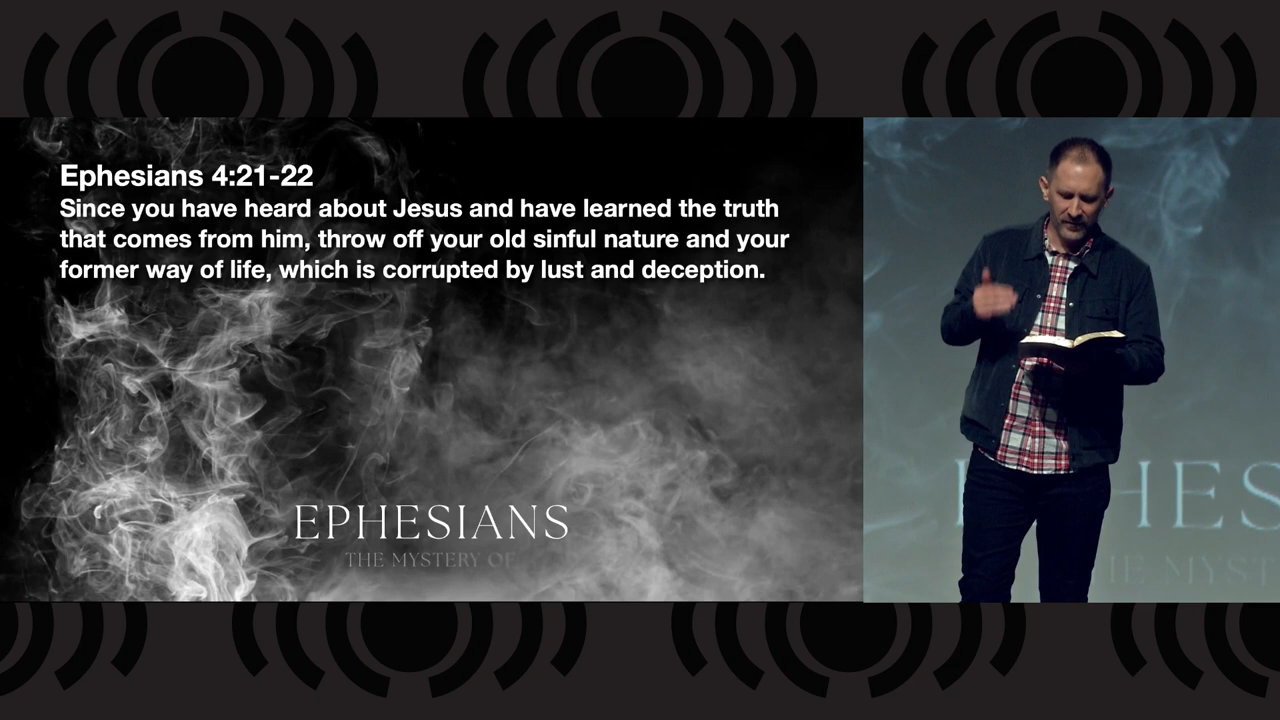 Ephesians 4:21-22
Since you have heard about Jesus and have learned the truth
that comes from him, throw off your old sinful nature and your
former way of life, which is corrupted by lust and deception.
EPHESIANS
THE MYSTERY OF
HES
MYST